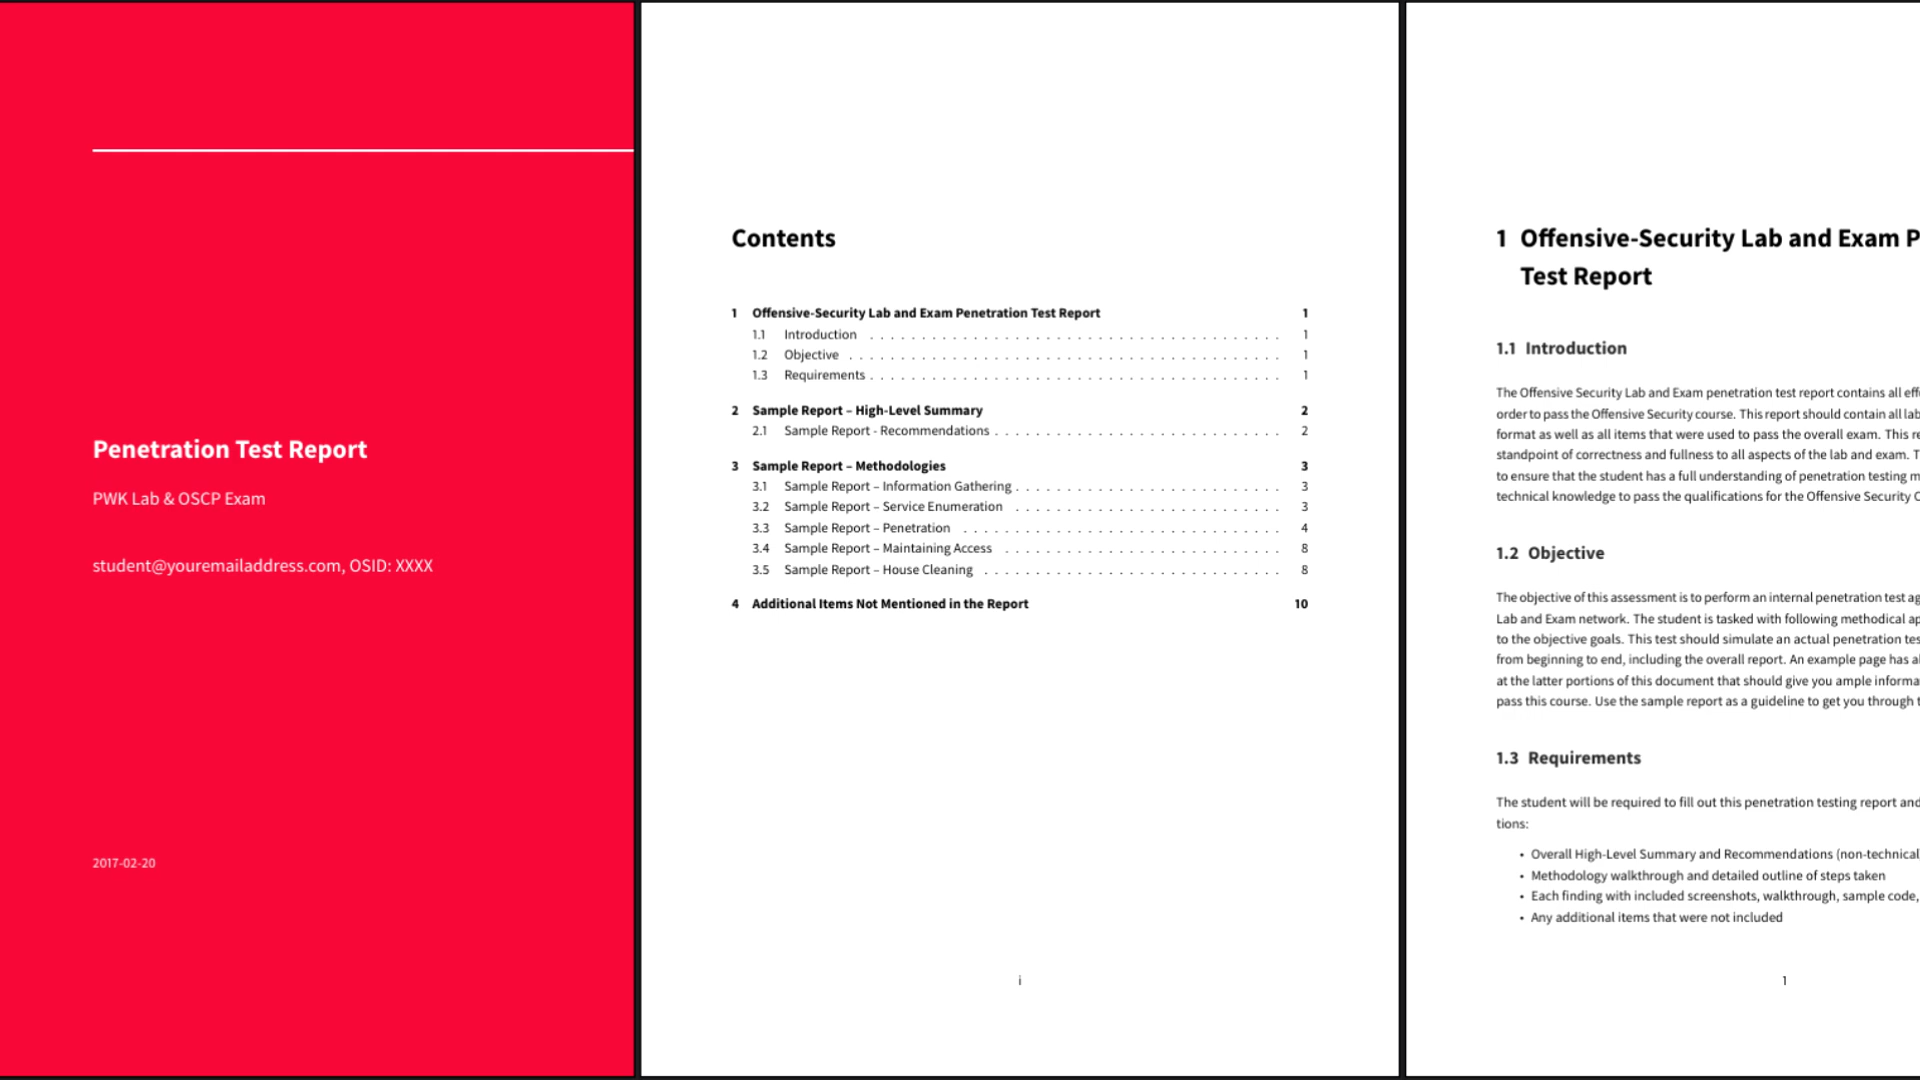 Penetration Test Report
PWK Lab & OSCP Exam
student@youremailaddress.com, OSID: XXXX
2017-02-20
Contents
1 Offensive-Security Lab and Exam Penetration Test Report 1
1.1 Introduction . . . . . . . . . . . . . . . . . . . . . . . . . . . . . . . . 1
1.2 Objective . . . . . . . . . . . . . . . . . . . . . . . . . . . . . . . . . . 1
1.3 Requirements . . . . . . . . . . . . . . . . . . . . . . . . . . . . . . . . 1
2 Sample Report – High-Level Summary 2
2.1 Sample Report - Recommendations . . . . . . . . . . . . . . . . . . . . . . 2
3 Sample Report – Methodologies 3
3.1 Sample Report – Information Gathering . . . . . . . . . . . . . . . . . . . . . 3
3.2 Sample Report – Service Enumeration . . . . . . . . . . . . . . . . . . . . . 3
3.3 Sample Report – Penetration . . . . . . . . . . . . . . . . . . . . . . . . . 4
3.4 Sample Report – Maintaining Access . . . . . . . . . . . . . . . . . . . . . . 8
3.5 Sample Report – House Cleaning . . . . . . . . . . . . . . . . . . . . . . . 8
4 Additional Items Not Mentioned in the Report 10
i
1 Offensive-Security Lab and Exam P
Test Report
1.1 Introduction
The Offensive Security Lab and Exam penetration test report contains all eff
order to pass the Offensive Security course. This report should contain all lab
format as well as all items that were used to pass the overall exam. This re
standpoint of correctness and fullness to all aspects of the lab and exam. T
to ensure that the student has a full understanding of penetration testing m
technical knowledge to pass the qualifications for the Offensive Security C
1.2 Objective
The objective of this assessment is to perform an internal penetration test ag
Lab and Exam network. The student is tasked with following methodical ap
to the objective goals. This test should simulate an actual penetration tes
from beginning to end, including the overall report. An example page has al
at the latter portions of this document that should give you ample informa
pass this course. Use the sample report as a guideline to get you through t
1.3 Requirements
The student will be required to fill out this penetration testing report and
tions:
• Overall High-Level Summary and Recommendations (non-technical)
• Methodology walkthrough and detailed outline of steps taken
• Each finding with included screenshots, walkthrough, sample code,
• Any additional items that were not included
1